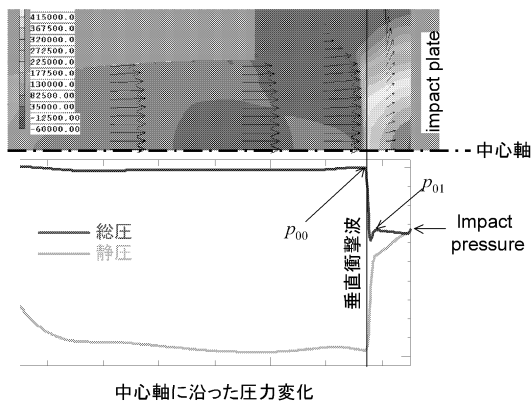 415000.0
367500.0
320000.0
272500.0
225000.0
177500.0
130000.0
82500.00
35000.00
-12500.00
-60000.00
impact plate
中心軸
p00
p01
総圧
静圧
垂直衝撃波
Impact
pressure
中心軸に沿った圧力変化